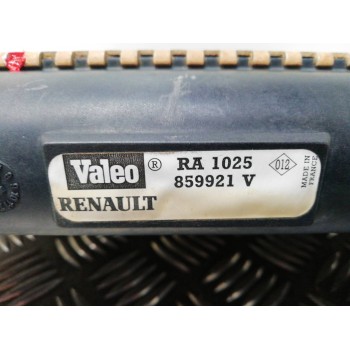 Valeo® RA 1025
859921 V
RENAULT
012
MADE IN
FRANCE